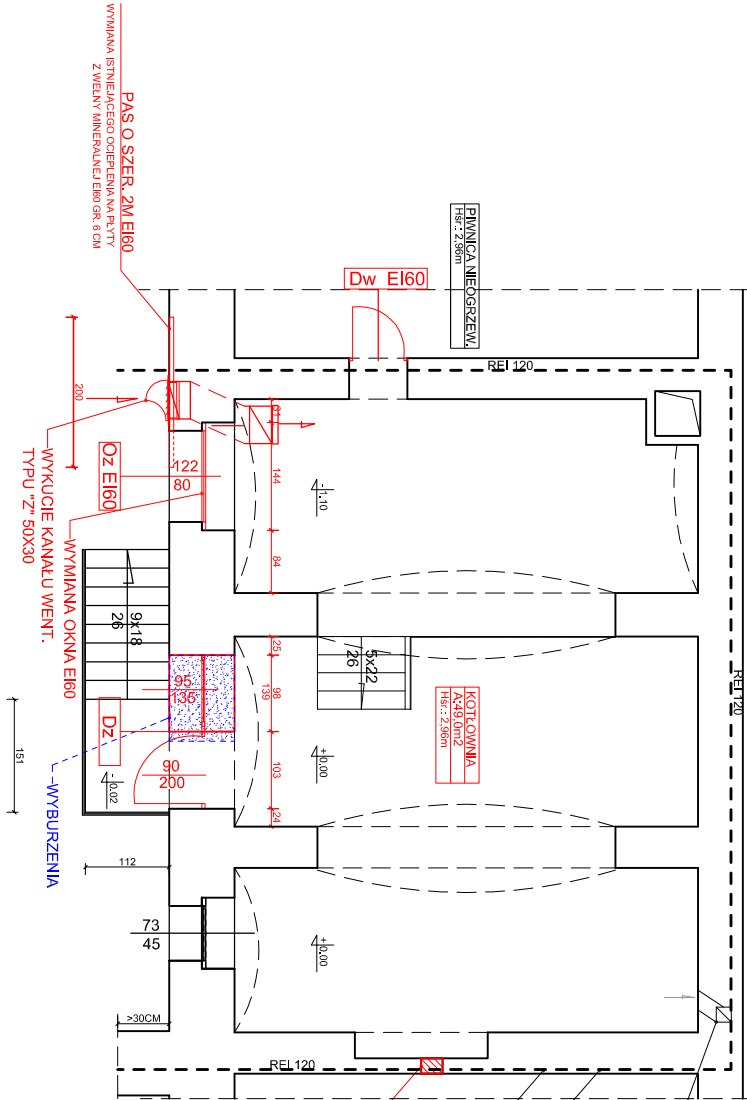 WYMIANA ISTNIEJĄCEGO OCIEPLENIA NA PŁYTY
Z WEŁNY MINERALNEJ EI60 GR. 6 CM
PAS O SZER. 2M EI60
PIWNICA NIEOGRZEW.
Hśr.: 2,96m
Dw EI60
REI 120
200
122
80
Oz EI60
WYKUCIE KANAŁU WENT.
TYPU "Z" 50X30
WYMIANA OKNA EI60
31
144
84
- 1.10
9x18
26
5x22
26
25
98
139
103
24
95
135
Dz
90
200
- 0.02
151
WYBURZENIA
112
KOTŁOWNIA
A:49,0m2
Hśr.: 2,96m
+0.00
REI 120
+0.00
73
45
>30CM
REI 120